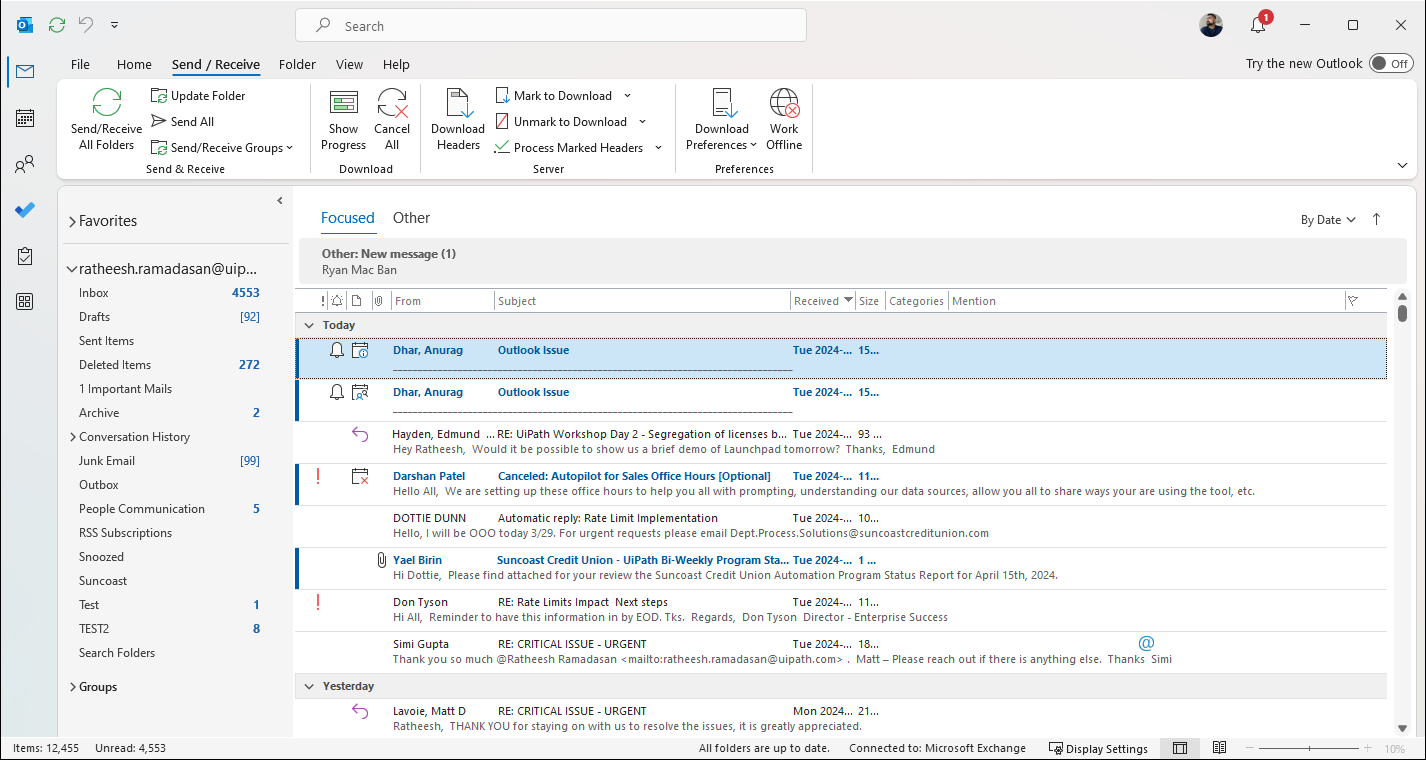 Search
1
File Home Send / Receive Folder View Help
Try the new Outlook Off
Send/Receive All Folders
Update Folder
Send All
Send/Receive Groups
Send & Receive
Show Progress
Cancel All
Download
Download Headers
Mark to Download
Unmark to Download
Process Marked Headers
Server
Download Preferences
Work Offline
Preferences
Favorites
ratheesh.ramadasan@uip...
Inbox 4553
Drafts [92]
Sent Items
Deleted Items 272
1 Important Mails
Archive 2
Conversation History
Junk Email [99]
Outbox
People Communication 5
RSS Subscriptions
Snoozed
Suncoast
Test 1
TEST2 8
Search Folders
Groups
Focused Other
By Date
Other: New message (1)
Ryan Mac Ban
! From Subject Received Size Categories Mention
Today
Dhar, Anurag Outlook Issue Tue 2024-... 15...
Dhar, Anurag Outlook Issue Tue 2024-... 15...
Hayden, Edmund ... RE: UiPath Workshop Day 2 - Segregation of licenses b... Tue 2024-... 93 ...
Hey Ratheesh, Would it be possible to show us a brief demo of Launchpad tomorrow? Thanks, Edmund
! Darshan Patel Canceled: Autopilot for Sales Office Hours [Optional] Tue 2024-... 11...
Hello All, We are setting up these office hours to help you all with prompting, understanding our data sources, allow you all to share ways your are using the tool, etc.
DOTTIE DUNN Automatic reply: Rate Limit Implementation Tue 2024-... 10...
Hello, I will be OOO today 3/29. For urgent requests please email Dept.Process.Solutions@suncoastcreditunion.com
Yael Birin Suncoast Credit Union - UiPath Bi-Weekly Program Sta... Tue 2024-... 1 ...
Hi Dottie, Please find attached for your review the Suncoast Credit Union Automation Program Status Report for April 15th, 2024.
! Don Tyson RE: Rate Limits Impact Next steps Tue 2024-... 11...
Hi All, Reminder to have this information in by EOD. Tks. Regards, Don Tyson Director - Enterprise Success
Simi Gupta RE: CRITICAL ISSUE - URGENT Tue 2024-... 18... @
Thank you so much @Ratheesh Ramadasan <mailto:ratheesh.ramadasan@uipath.com> . Matt – Please reach out if there is anything else. Thanks Simi
Yesterday
Lavoie, Matt D RE: CRITICAL ISSUE - URGENT Mon 2024... 21...
Ratheesh, THANK YOU for staying on with us to resolve the issues, it is greatly appreciated.
Items: 12,455 Unread: 4,553 All folders are up to date. Connected to: Microsoft Exchange Display Settings 10%